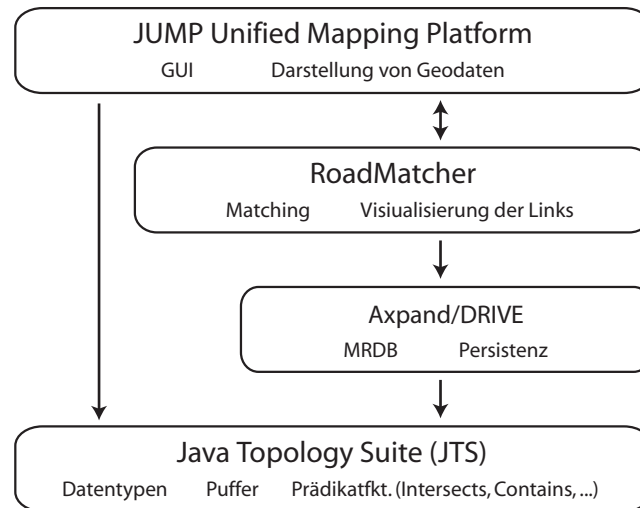 JUMP Unified Mapping Platform
GUI Darstellung von Geodaten
RoadMatcher
Matching Visiualisierung der Links
Axpand/DRIVE
MRDB Persistenz
Java Topology Suite (JTS)
Datentypen Puffer Prädikatfkt. (Intersects, Contains, ...)